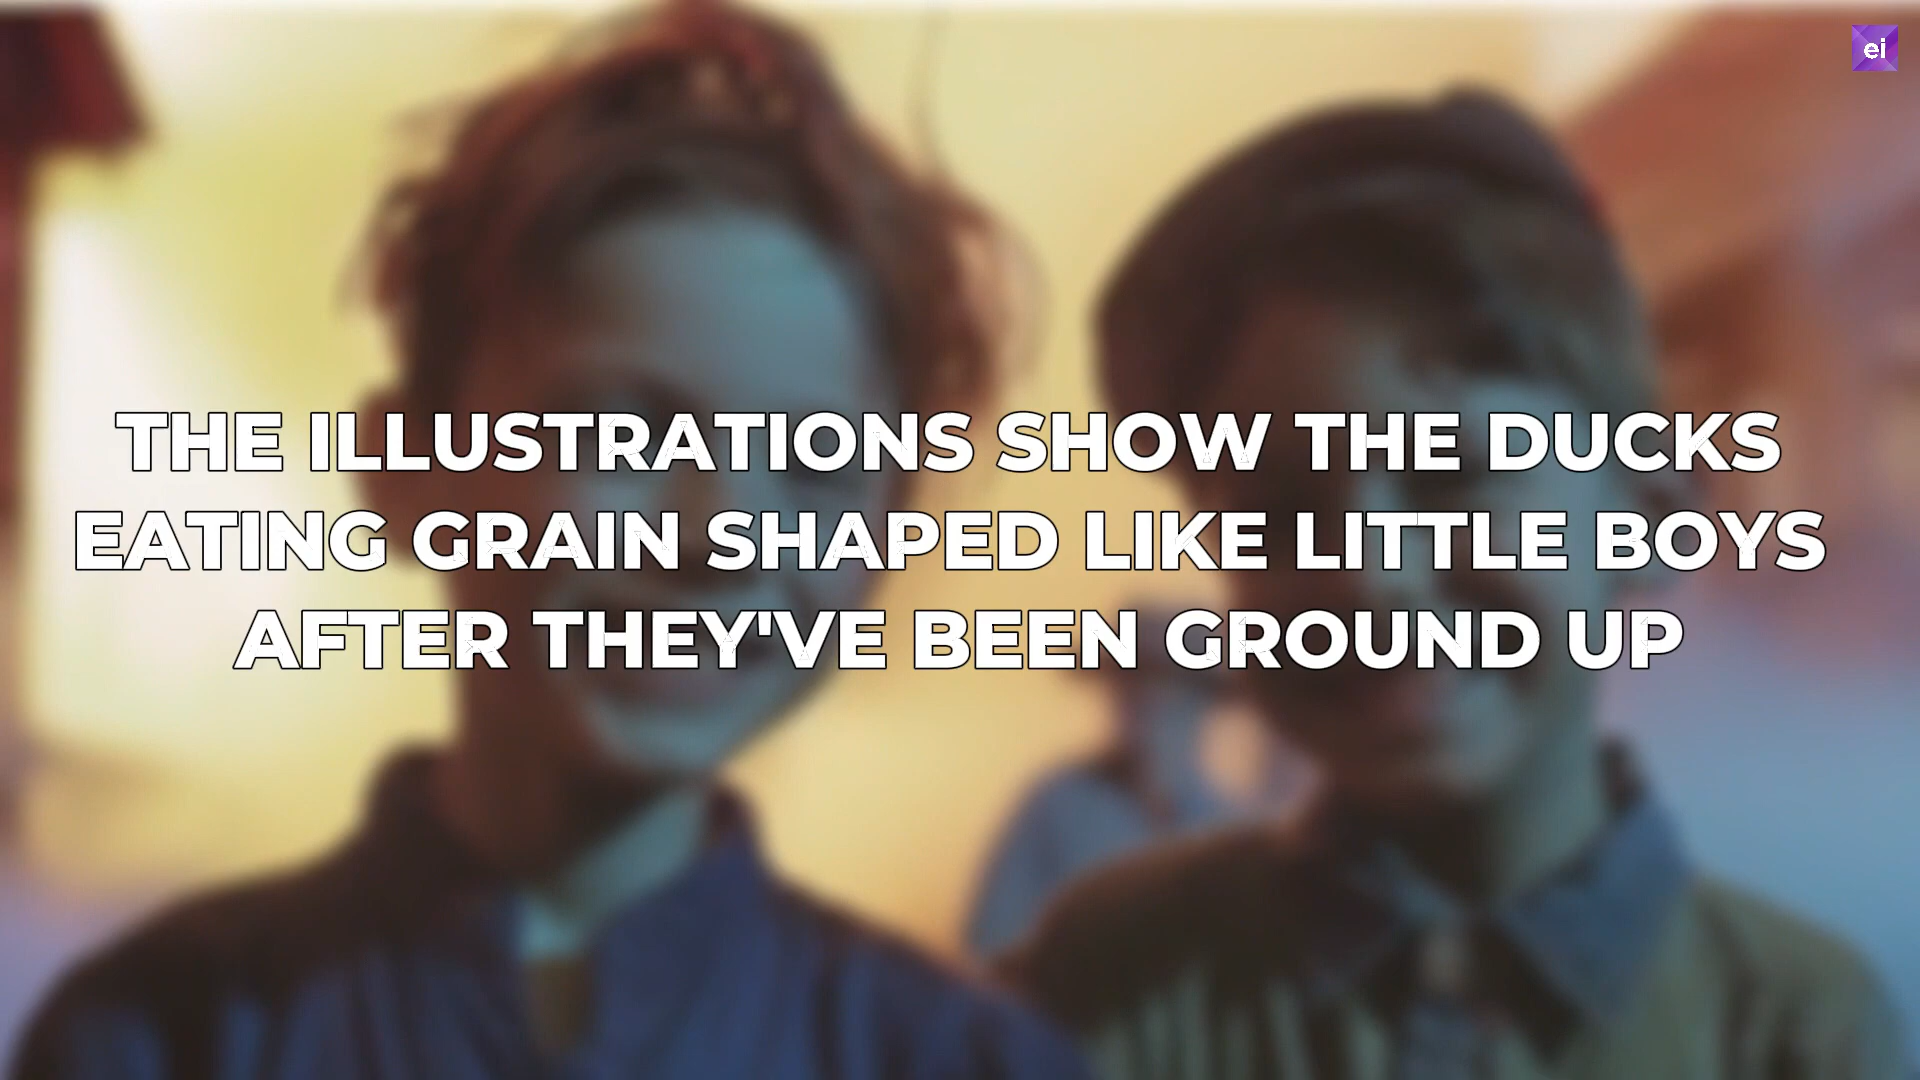 ei
THE ILLUSTRATIONS SHOW THE DUCKS
EATING GRAIN SHAPED LIKE LITTLE BOYS
AFTER THEY'VE BEEN GROUND UP